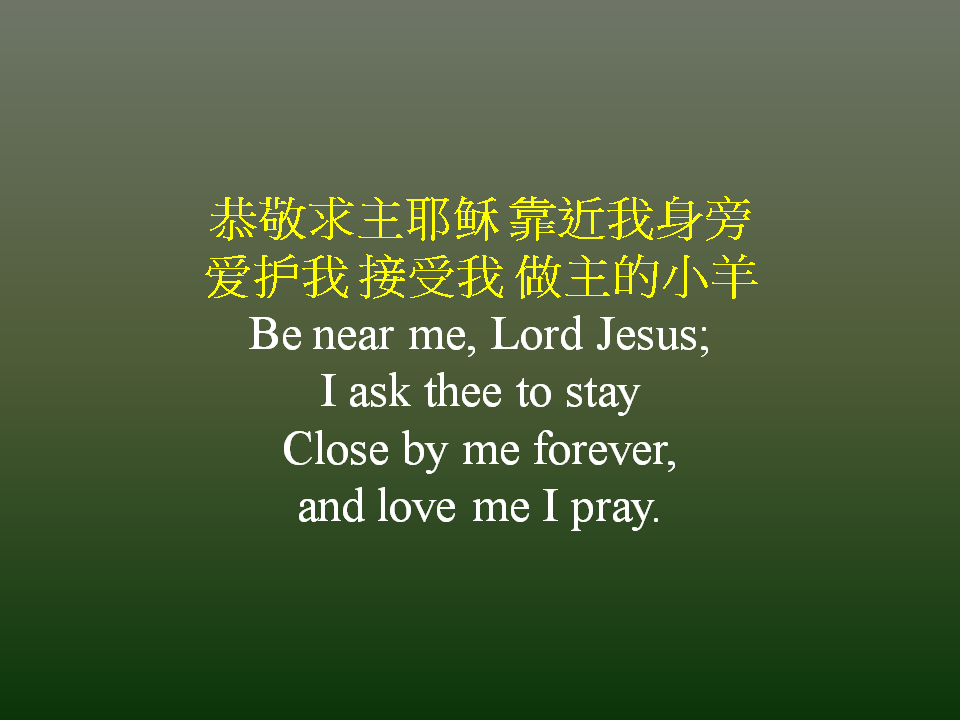 恭敬求主耶稣 靠近我身旁
爱护我 接受我 做主的小羊
Be near me, Lord Jesus;
I ask thee to stay
Close by me forever,
and love me I pray.